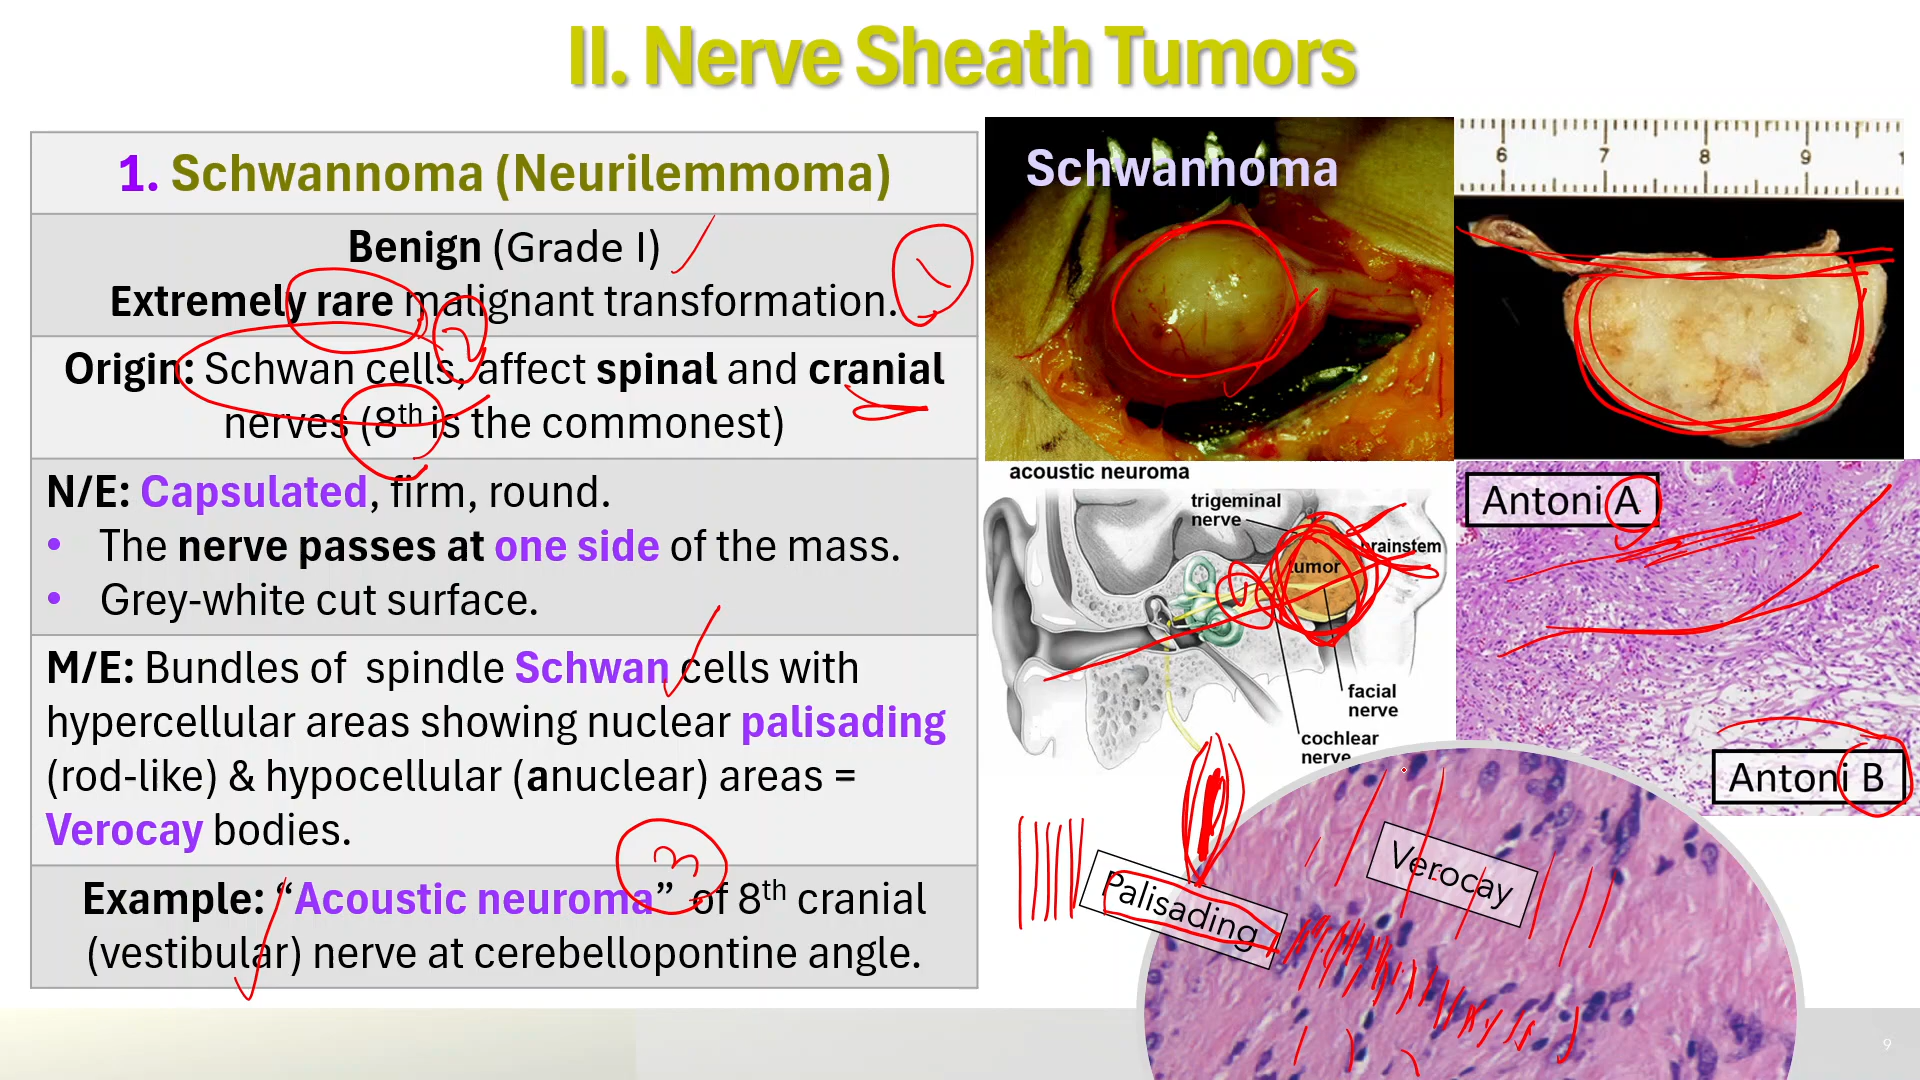 II. Nerve Sheath Tumors
1. Schwannoma (Neurilemmoma)
Benign (Grade I)
Extremely rare malignant transformation.
Origin: Schwan cells, affect spinal and cranial
nerves (8th is the commonest)
N/E: Capsulated, firm, round.
• The nerve passes at one side of the mass.
• Grey-white cut surface.
M/E: Bundles of spindle Schwan cells with
hypercellular areas showing nuclear palisading
(rod-like) & hypocellular (anuclear) areas =
Verocay bodies.
Example: “Acoustic neuroma” of 8th cranial
(vestibular) nerve at cerebellopontine angle.
Schwannoma
6 7 8 9
acoustic neuroma
trigeminal
nerve
brainstem
tumor
facial
nerve
cochlear
nerve
Antoni A
Antoni B
Palisading
Verocay
2
3
9